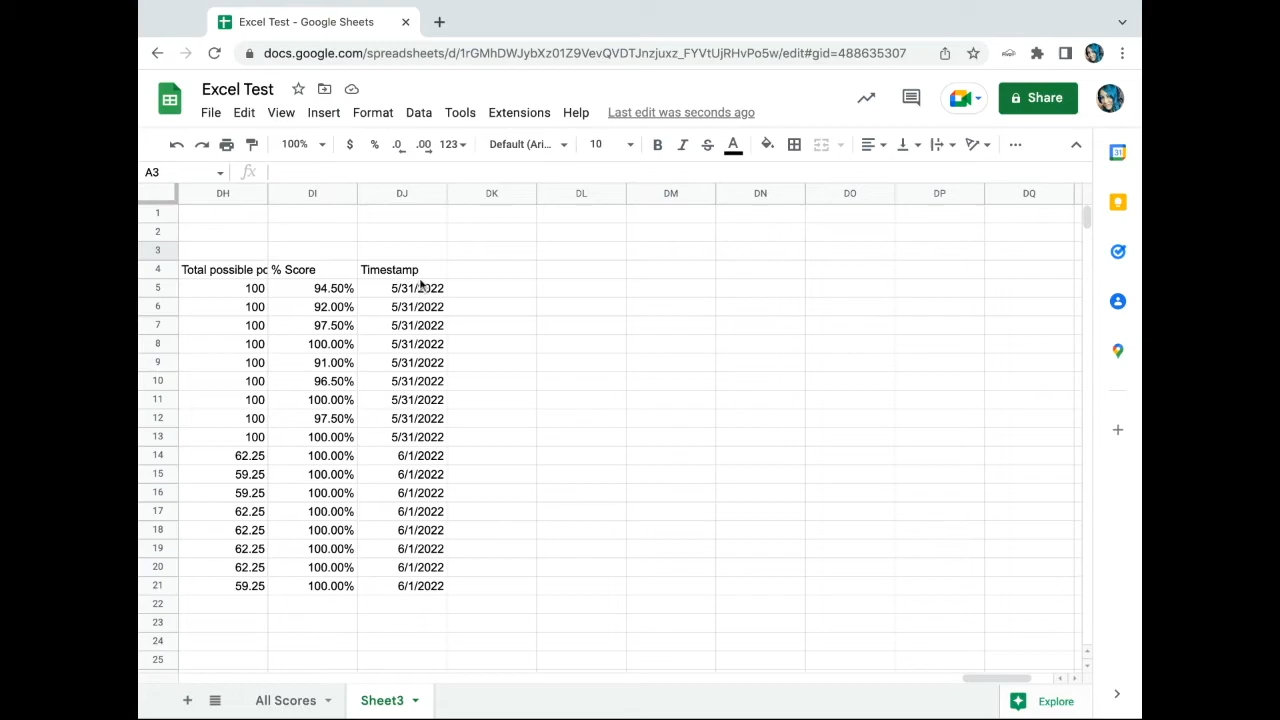 Excel Test - Google Sheets
docs.google.com/spreadsheets/d/1rGMhDWJybXz01Z9VevQVDTJnzjuxz_FYVtUjRHvPo5w/edit#gid=488635307
Excel Test
File Edit View Insert Format Data Tools Extensions Help Last edit was seconds ago
Share
100% $ % .0 .00 123 Default (Ari... 10 B I S A
A3 fx
DH DI DJ DK DL DM DN DO DP DQ
1
2
3
4 Total possible pc % Score Timestamp
5 100 94.50% 5/31/2022
6 100 92.00% 5/31/2022
7 100 97.50% 5/31/2022
8 100 100.00% 5/31/2022
9 100 91.00% 5/31/2022
10 100 96.50% 5/31/2022
11 100 100.00% 5/31/2022
12 100 97.50% 5/31/2022
13 100 100.00% 5/31/2022
14 62.25 100.00% 6/1/2022
15 59.25 100.00% 6/1/2022
16 59.25 100.00% 6/1/2022
17 62.25 100.00% 6/1/2022
18 62.25 100.00% 6/1/2022
19 62.25 100.00% 6/1/2022
20 62.25 100.00% 6/1/2022
21 59.25 100.00% 6/1/2022
22
23
24
25
All Scores Sheet3 Explore
31